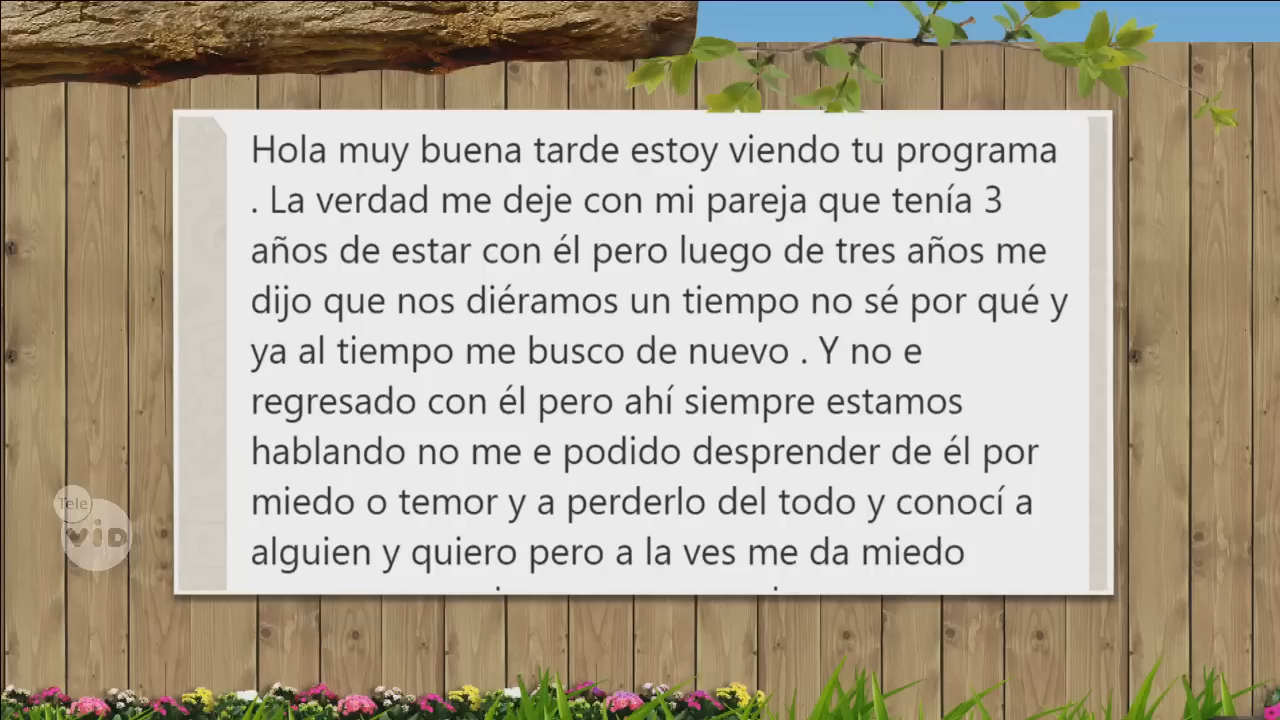 Hola muy buena tarde estoy viendo tu programa
. La verdad me deje con mi pareja que tenía 3
años de estar con él pero luego de tres años me
dijo que nos diéramos un tiempo no sé por qué y
ya al tiempo me busco de nuevo . Y no e
regresado con él pero ahí siempre estamos
hablando no me e podido desprender de él por
miedo o temor y a perderlo del todo y conocí a
alguien y quiero pero a la ves me da miedo
Tele
VID